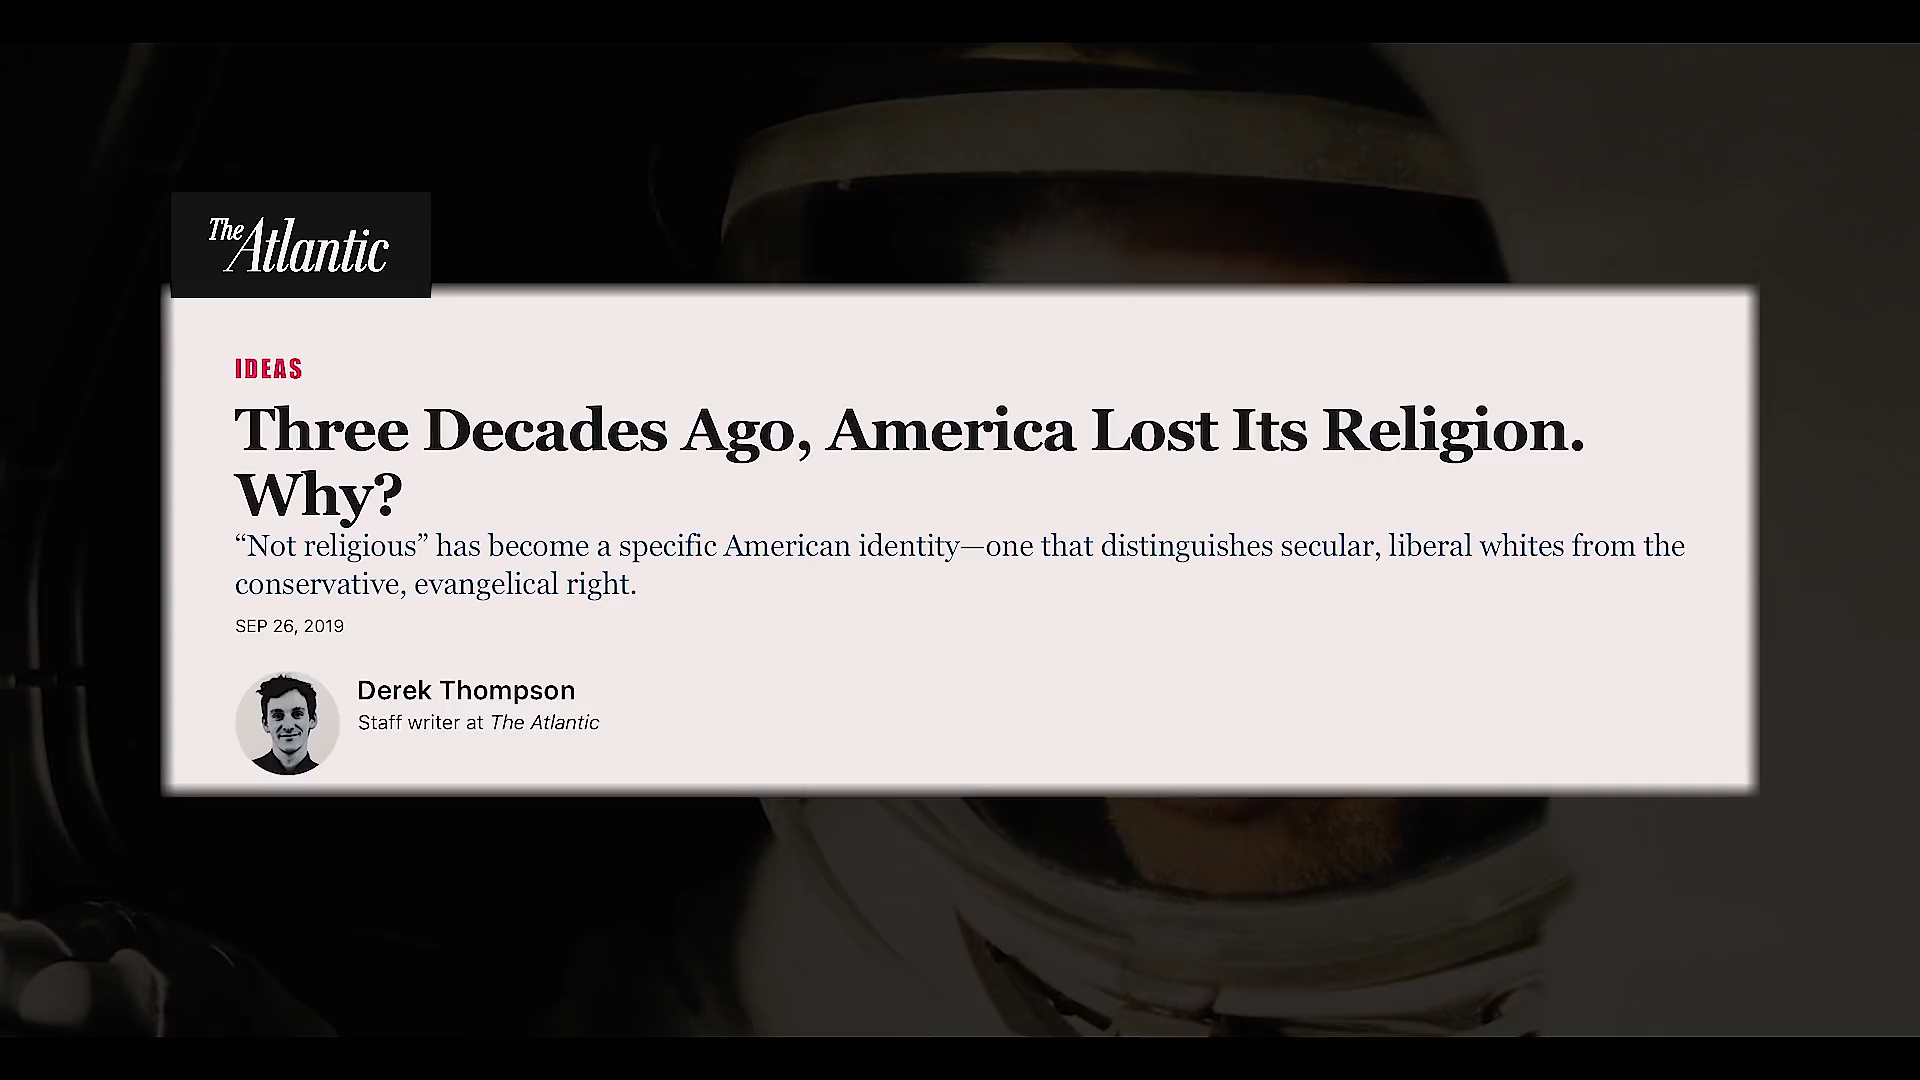 The Atlantic
IDEAS
Three Decades Ago, America Lost Its Religion.
Why?
“Not religious” has become a specific American identity—one that distinguishes secular, liberal whites from the
conservative, evangelical right.
SEP 26, 2019
Derek Thompson
Staff writer at The Atlantic